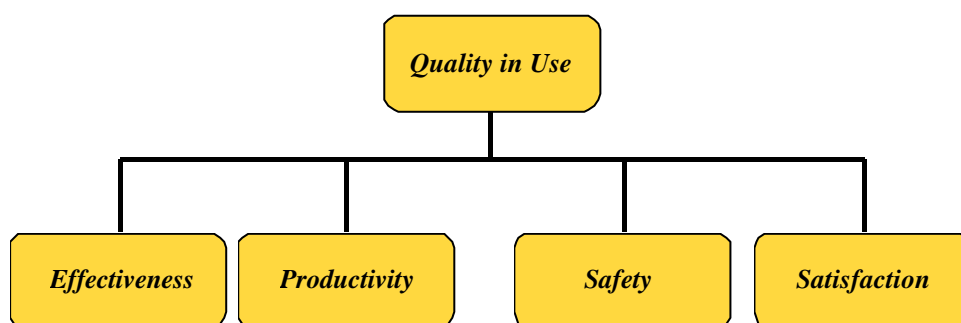 Quality in Use
Effectiveness
Productivity
Safety
Satisfaction